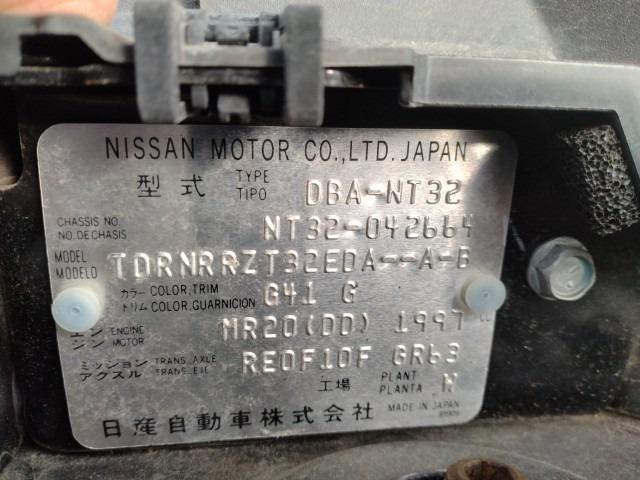 NISSAN MOTOR CO.,LTD. JAPAN
型式 TYPE TIPO DBA-NT32
CHASSIS NO. NO.DE CHASIS NT32-042664
MODEL MODELO TDRNRRZT32EDA--A-B
カラー トリム COLOR,TRIM COLOR,GUARNICION G41 G
エンジン ENGINE MOTOR MR20(DD) 1997 cc
ミッション アクスル TRANS.,AXLE TRANS.,EJE RE0F10F GR63
工場 PLANT PLANTA W
日産自動車株式会社 MADE IN JAPAN